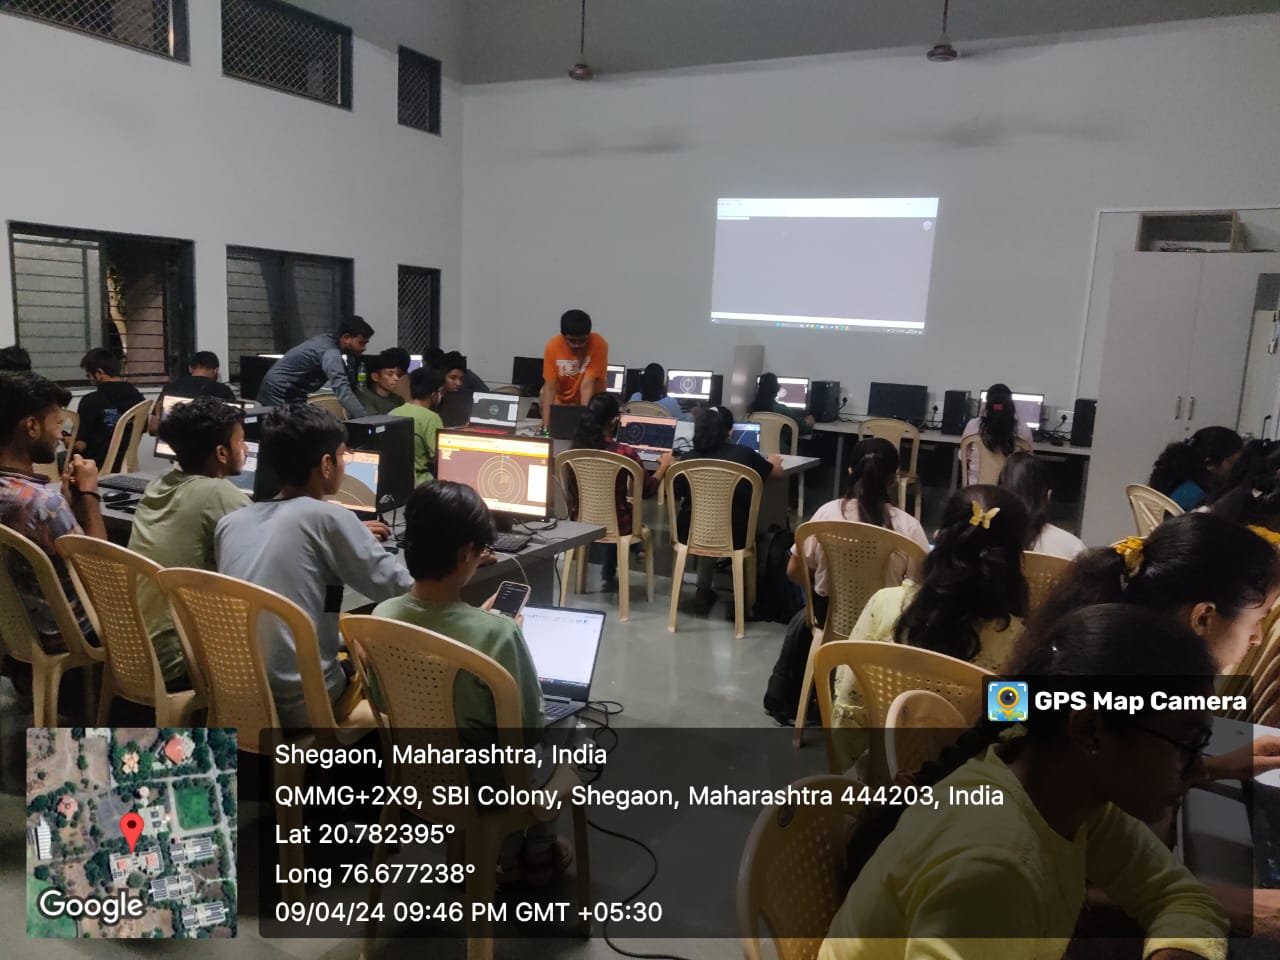 GPS Map Camera
Shegaon, Maharashtra, India
QMMG+2X9, SBI Colony, Shegaon, Maharashtra 444203, India
Lat 20.782395°
Long 76.677238°
09/04/24 09:46 PM GMT +05:30
Google